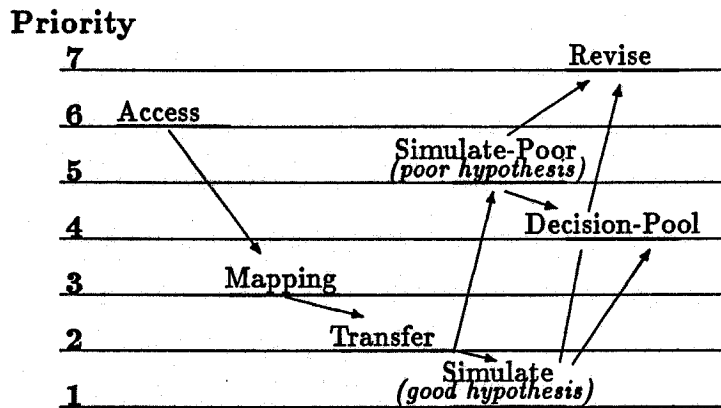 Priority
7 Revise
6 Access
Simulate-Poor
5 (poor hypothesis)
Decision-Pool
4
Mapping
3
Transfer
2
Simulate
(good hypothesis)
1